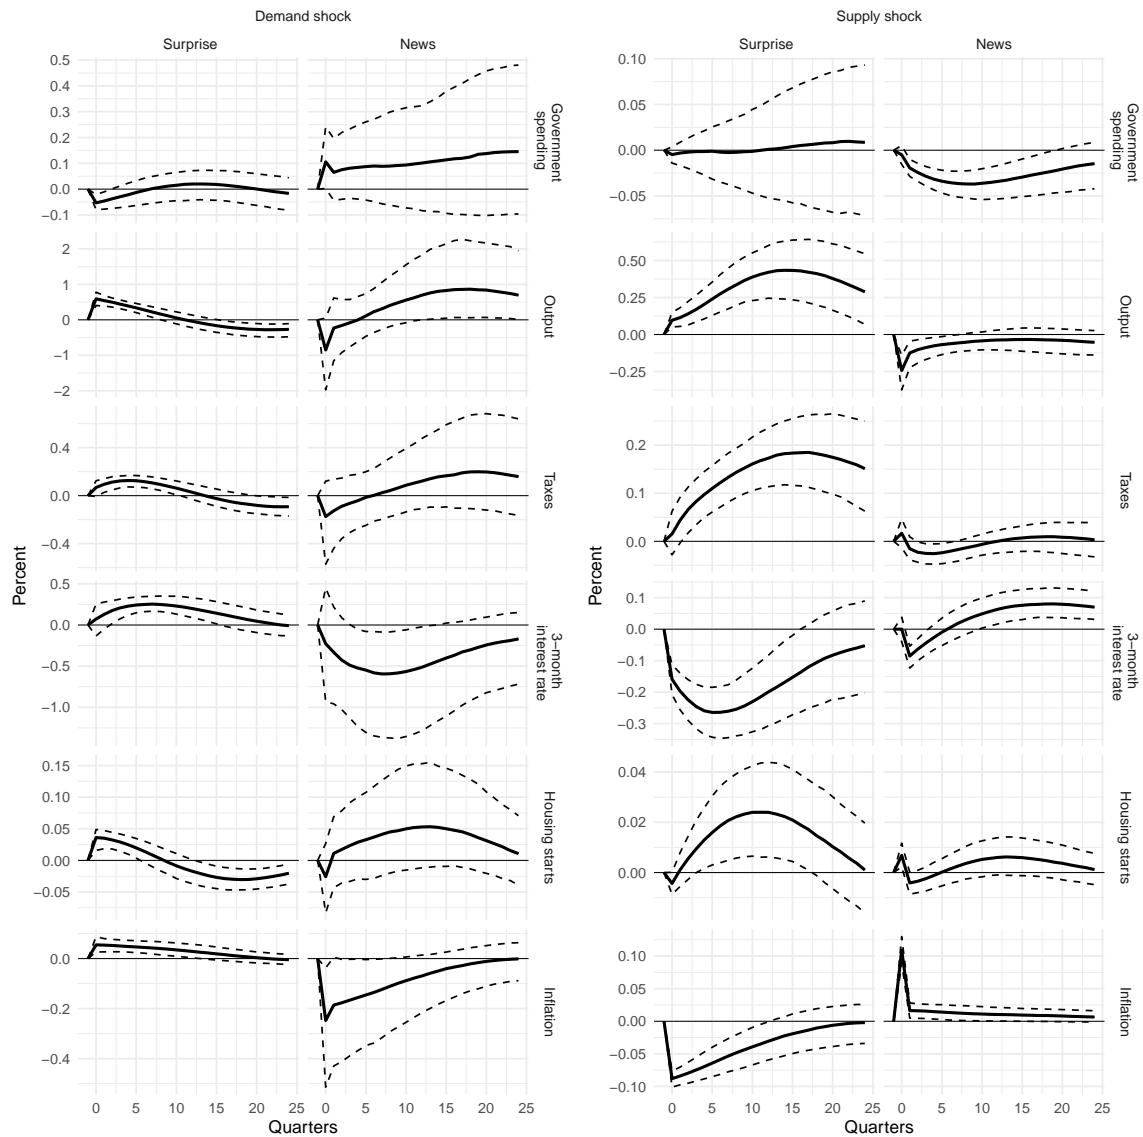 Demand shock
Supply shock
Surprise
News
Surprise
News
0.5
0.4
0.3
0.2
0.1
0.0
−0.1
Government
spending
0.10
0.05
0.00
−0.05
Government
spending
2
1
0
−1
−2
Output
0.50
0.25
0.00
−0.25
Output
0.4
0.0
−0.4
Taxes
0.2
0.1
0.0
Taxes
Percent
Percent
0.5
0.0
−0.5
−1.0
3−month
interest rate
0.1
0.0
−0.1
−0.2
−0.3
3−month
interest rate
0.15
0.10
0.05
0.00
−0.05
Housing starts
0.04
0.02
0.00
Housing starts
0.0
−0.2
−0.4
Inflation
0.10
0.05
0.00
−0.05
−0.10
Inflation
0 5 10 15 20 25
0 5 10 15 20 25
0 5 10 15 20 25
0 5 10 15 20 25
Quarters
Quarters